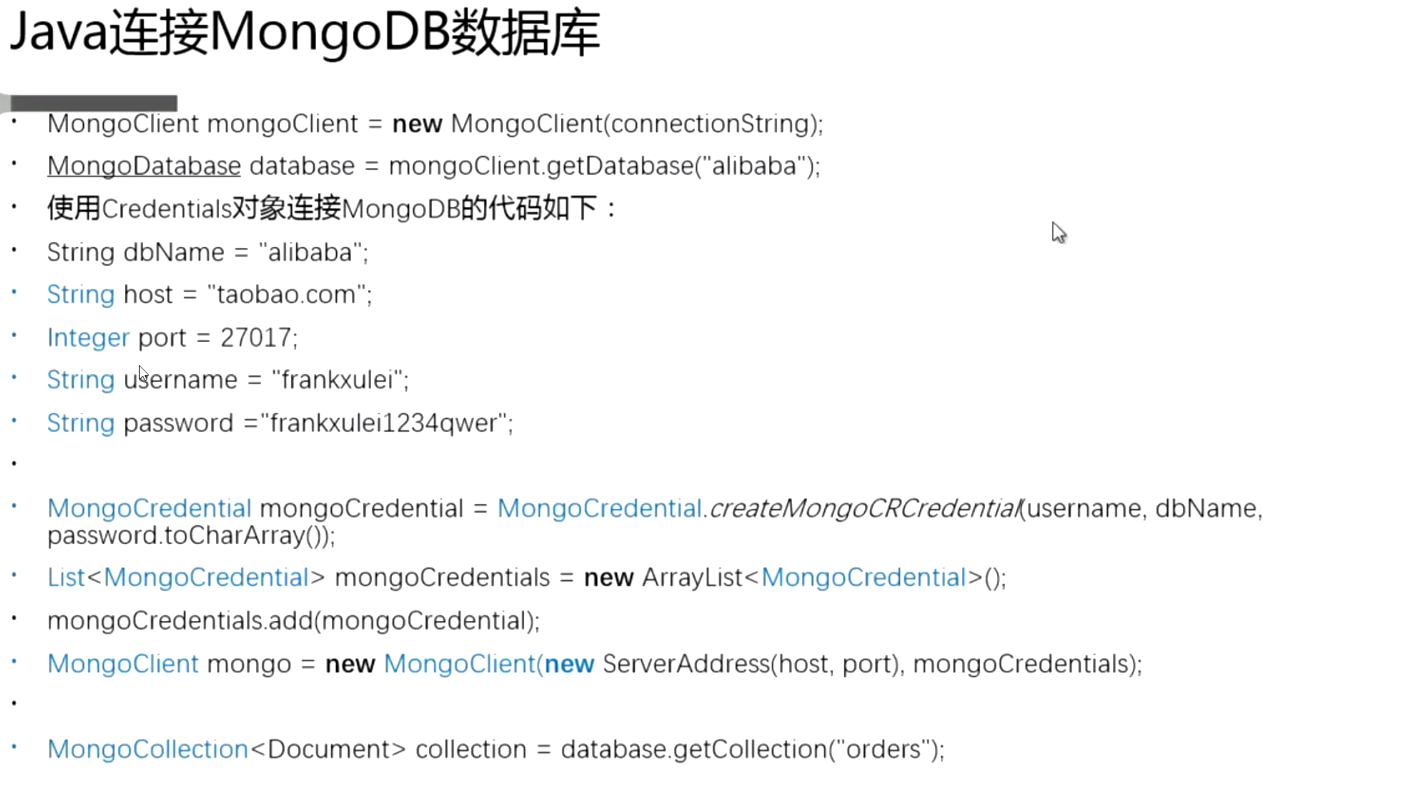 Java连接MongoDB数据库
• MongoClient mongoClient = new MongoClient(connectionString);
• MongoDatabase database = mongoClient.getDatabase("alibaba");
• 使用Credentials对象连接MongoDB的代码如下：
• String dbName = "alibaba";
• String host = "taobao.com";
• Integer port = 27017;
• String username = "frankxulei";
• String password ="frankxulei1234qwer";
•
• MongoCredential mongoCredential = MongoCredential.createMongoCRCredential(username, dbName,
password.toCharArray());
• List<MongoCredential> mongoCredentials = new ArrayList<MongoCredential>();
• mongoCredentials.add(mongoCredential);
• MongoClient mongo = new MongoClient(new ServerAddress(host, port), mongoCredentials);
•
• MongoCollection<Document> collection = database.getCollection("orders");